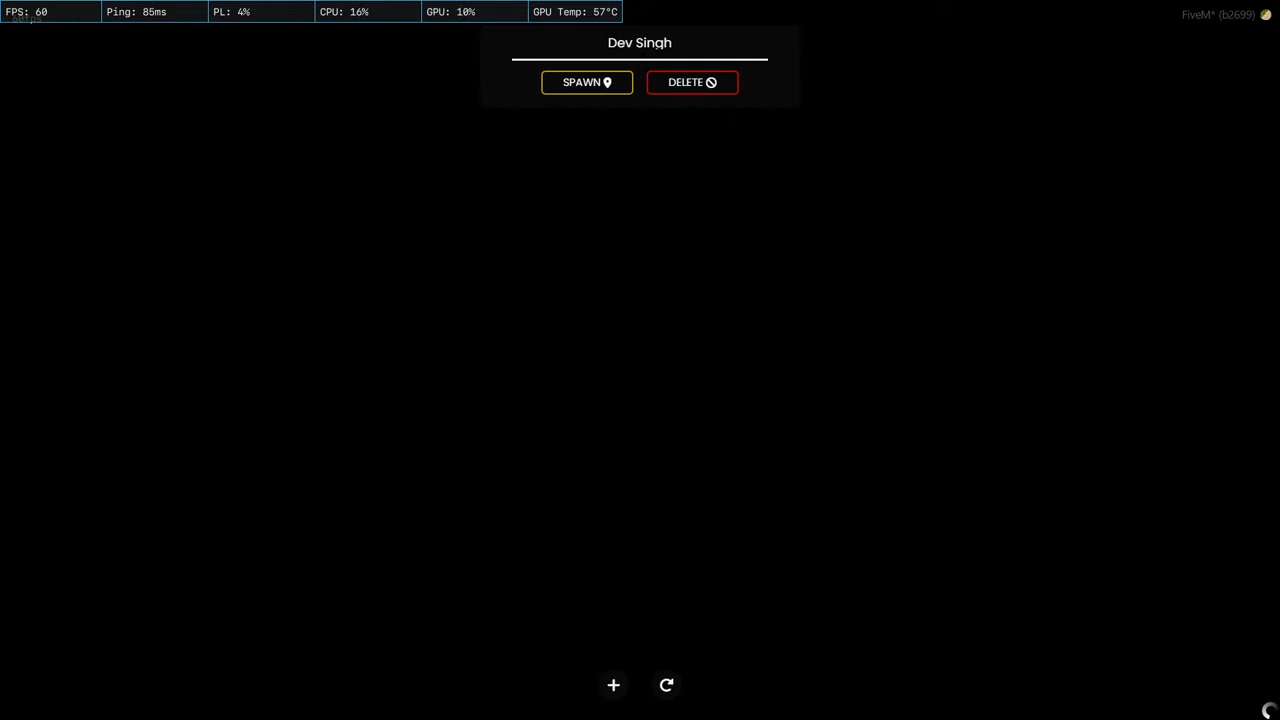 FPS: 60 Ping: 85ms PL: 4% CPU: 16% GPU: 10% GPU Temp: 57°C
60fps
FiveM* (b2699)
Dev Singh
SPAWN DELETE